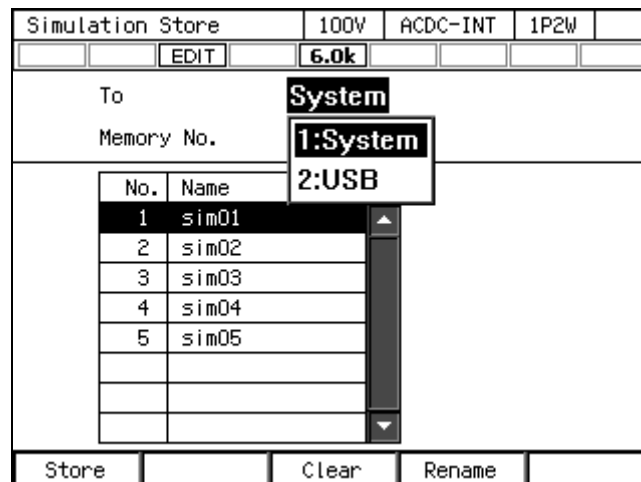 Simulation Store 100V ACDC-INT 1P2W
EDIT 6.0k
To System
Memory No. 1:System
2:USB
No. Name
1 sim01
2 sim02
3 sim03
4 sim04
5 sim05
Store Clear Rename